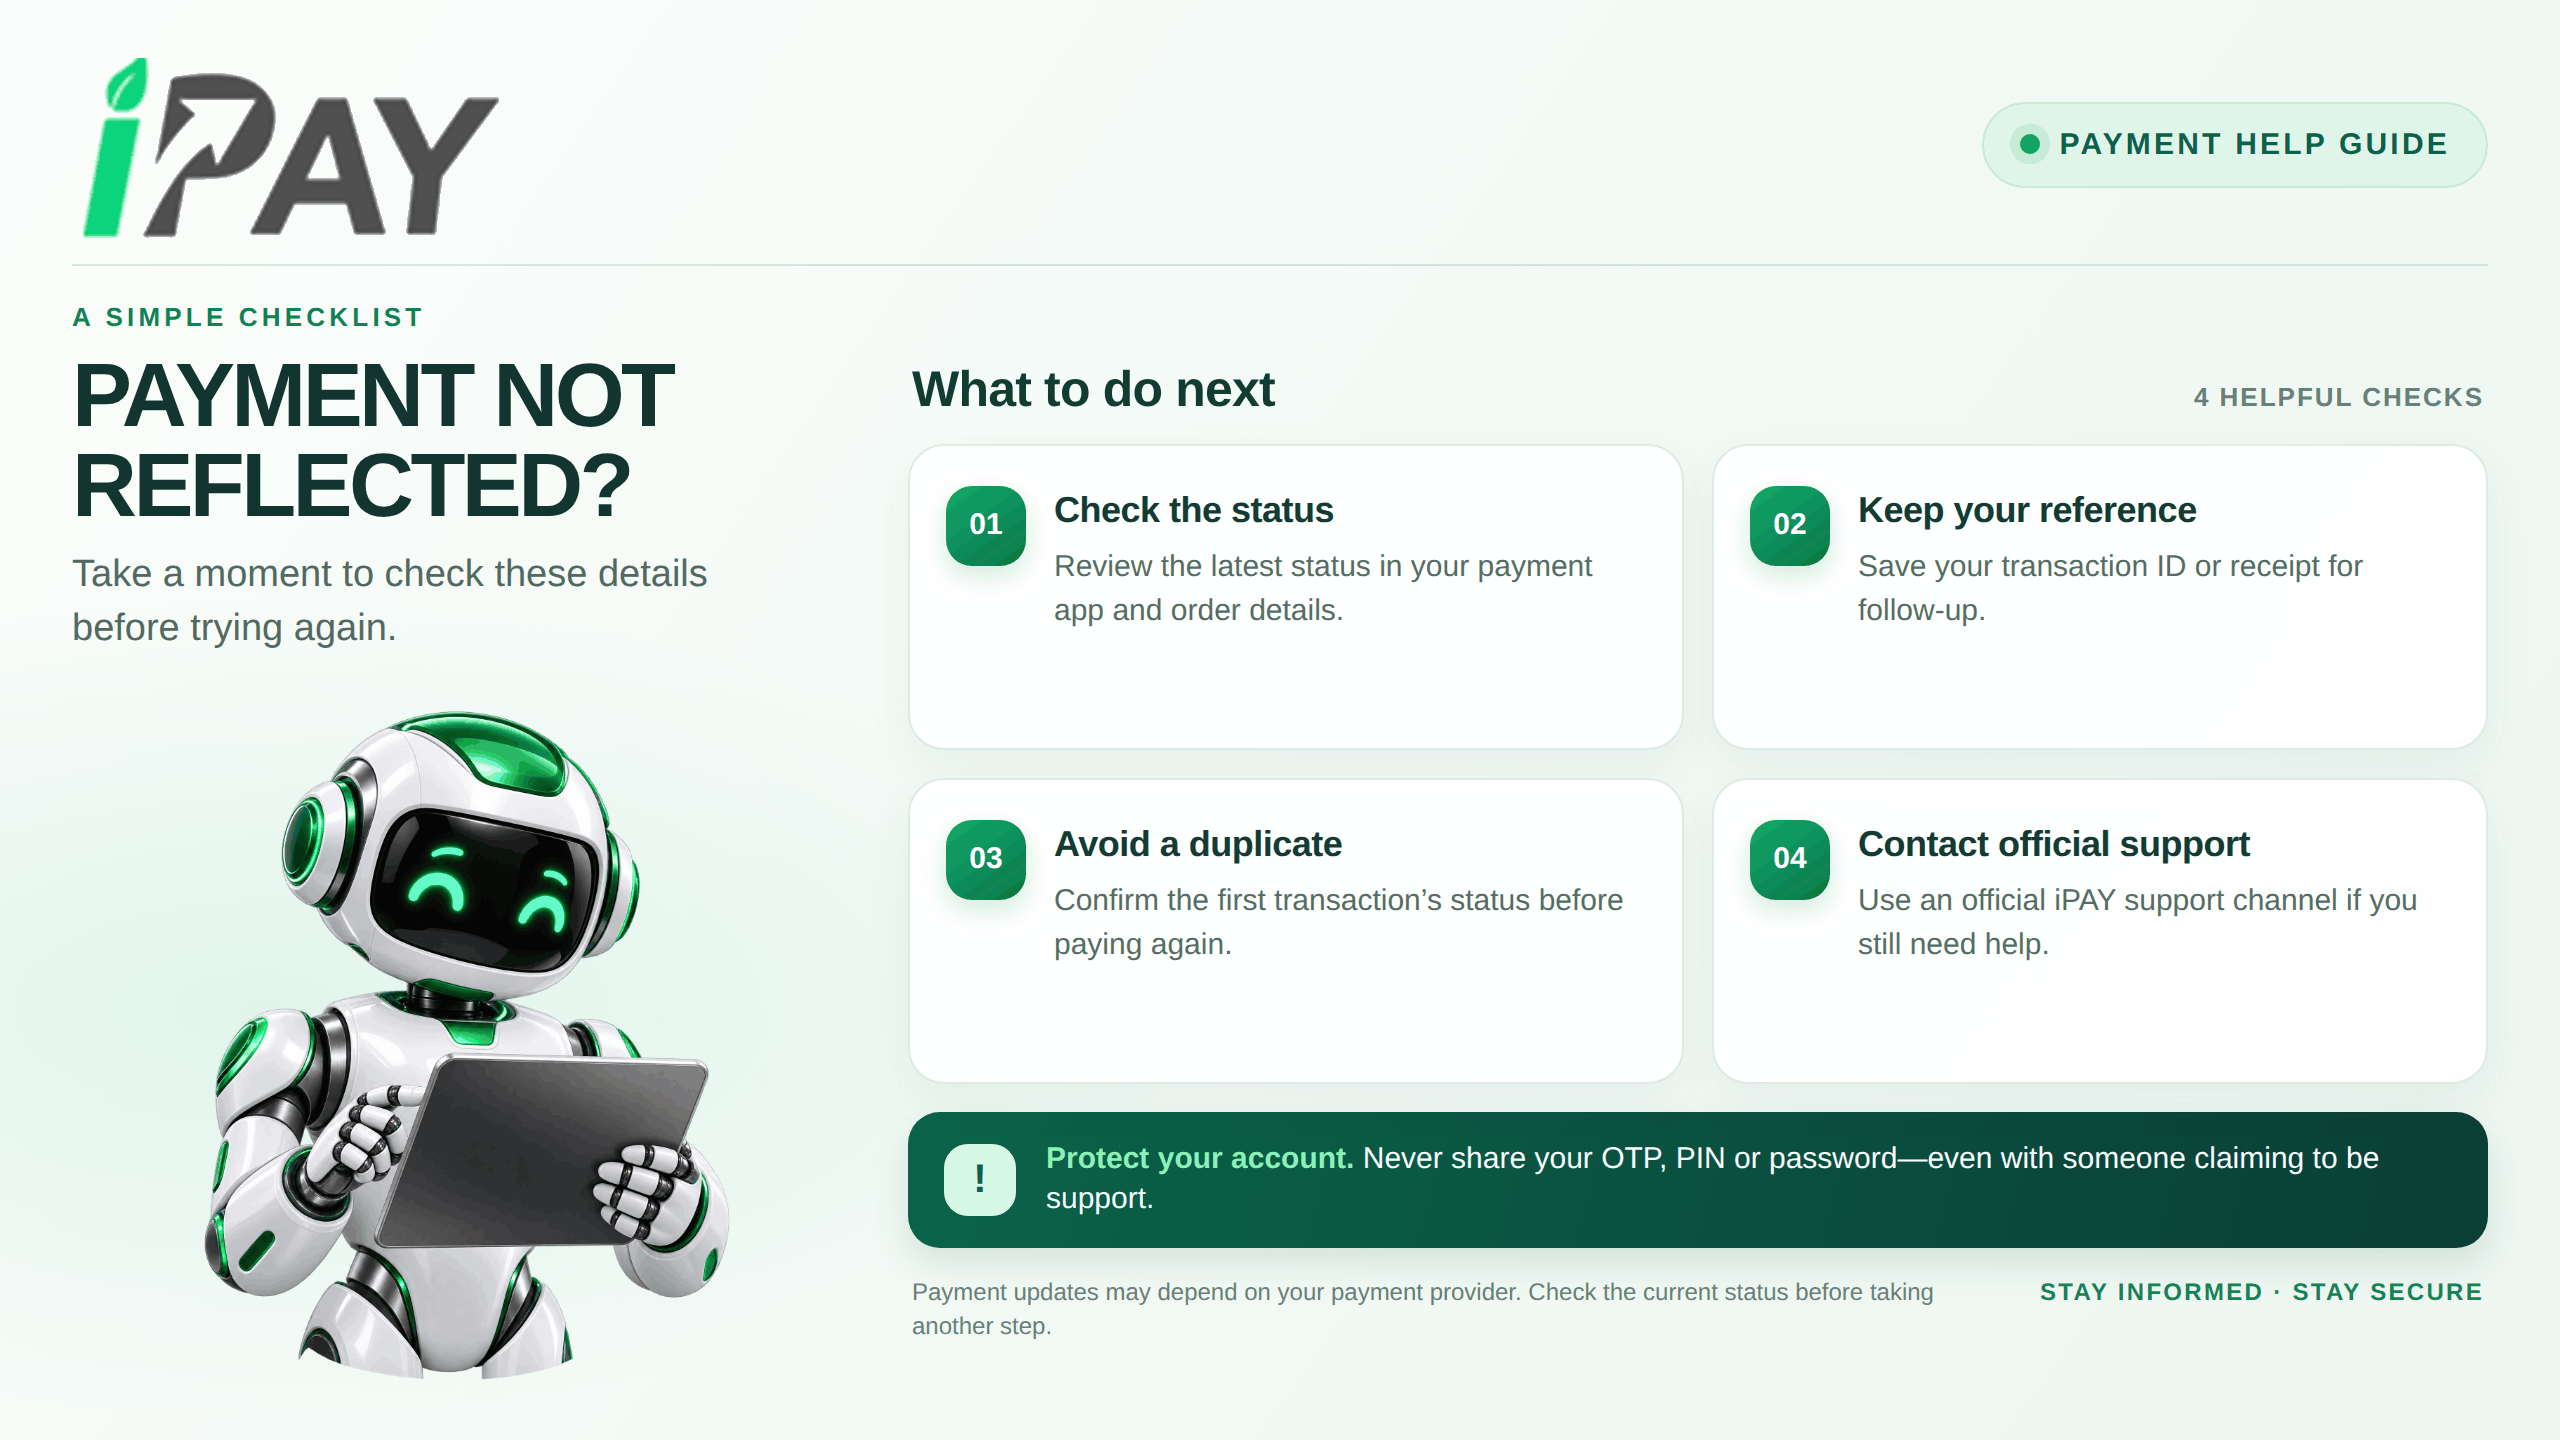 iPAY
PAYMENT HELP GUIDE
A SIMPLE CHECKLIST
PAYMENT NOT
REFLECTED?
Take a moment to check these details
before trying again.
What to do next
4 HELPFUL CHECKS
01
Check the status
Review the latest status in your payment
app and order details.
02
Keep your reference
Save your transaction ID or receipt for
follow-up.
03
Avoid a duplicate
Confirm the first transaction’s status before
paying again.
04
Contact official support
Use an official iPAY support channel if you
still need help.
!
Protect your account. Never share your OTP, PIN or password—even with someone claiming to be
support.
Payment updates may depend on your payment provider. Check the current status before taking
another step.
STAY INFORMED · STAY SECURE